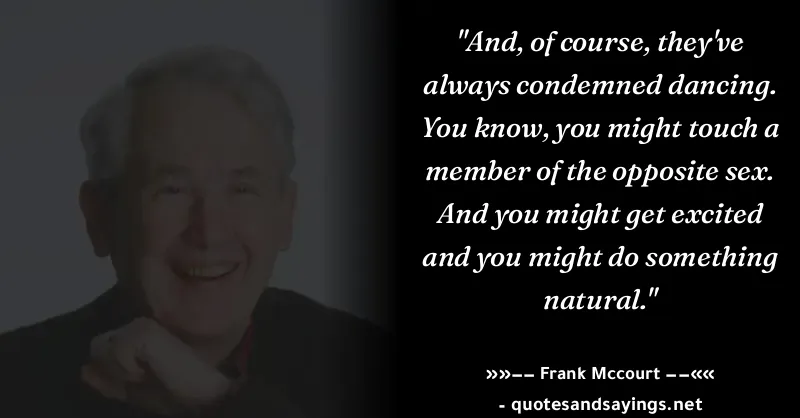 "And, of course, they've
always condemned dancing.
You know, you might touch a
member of the opposite sex.
And you might get excited
and you might do something
natural."
»»–– Frank Mccourt ––««
- quotesandsayings.net